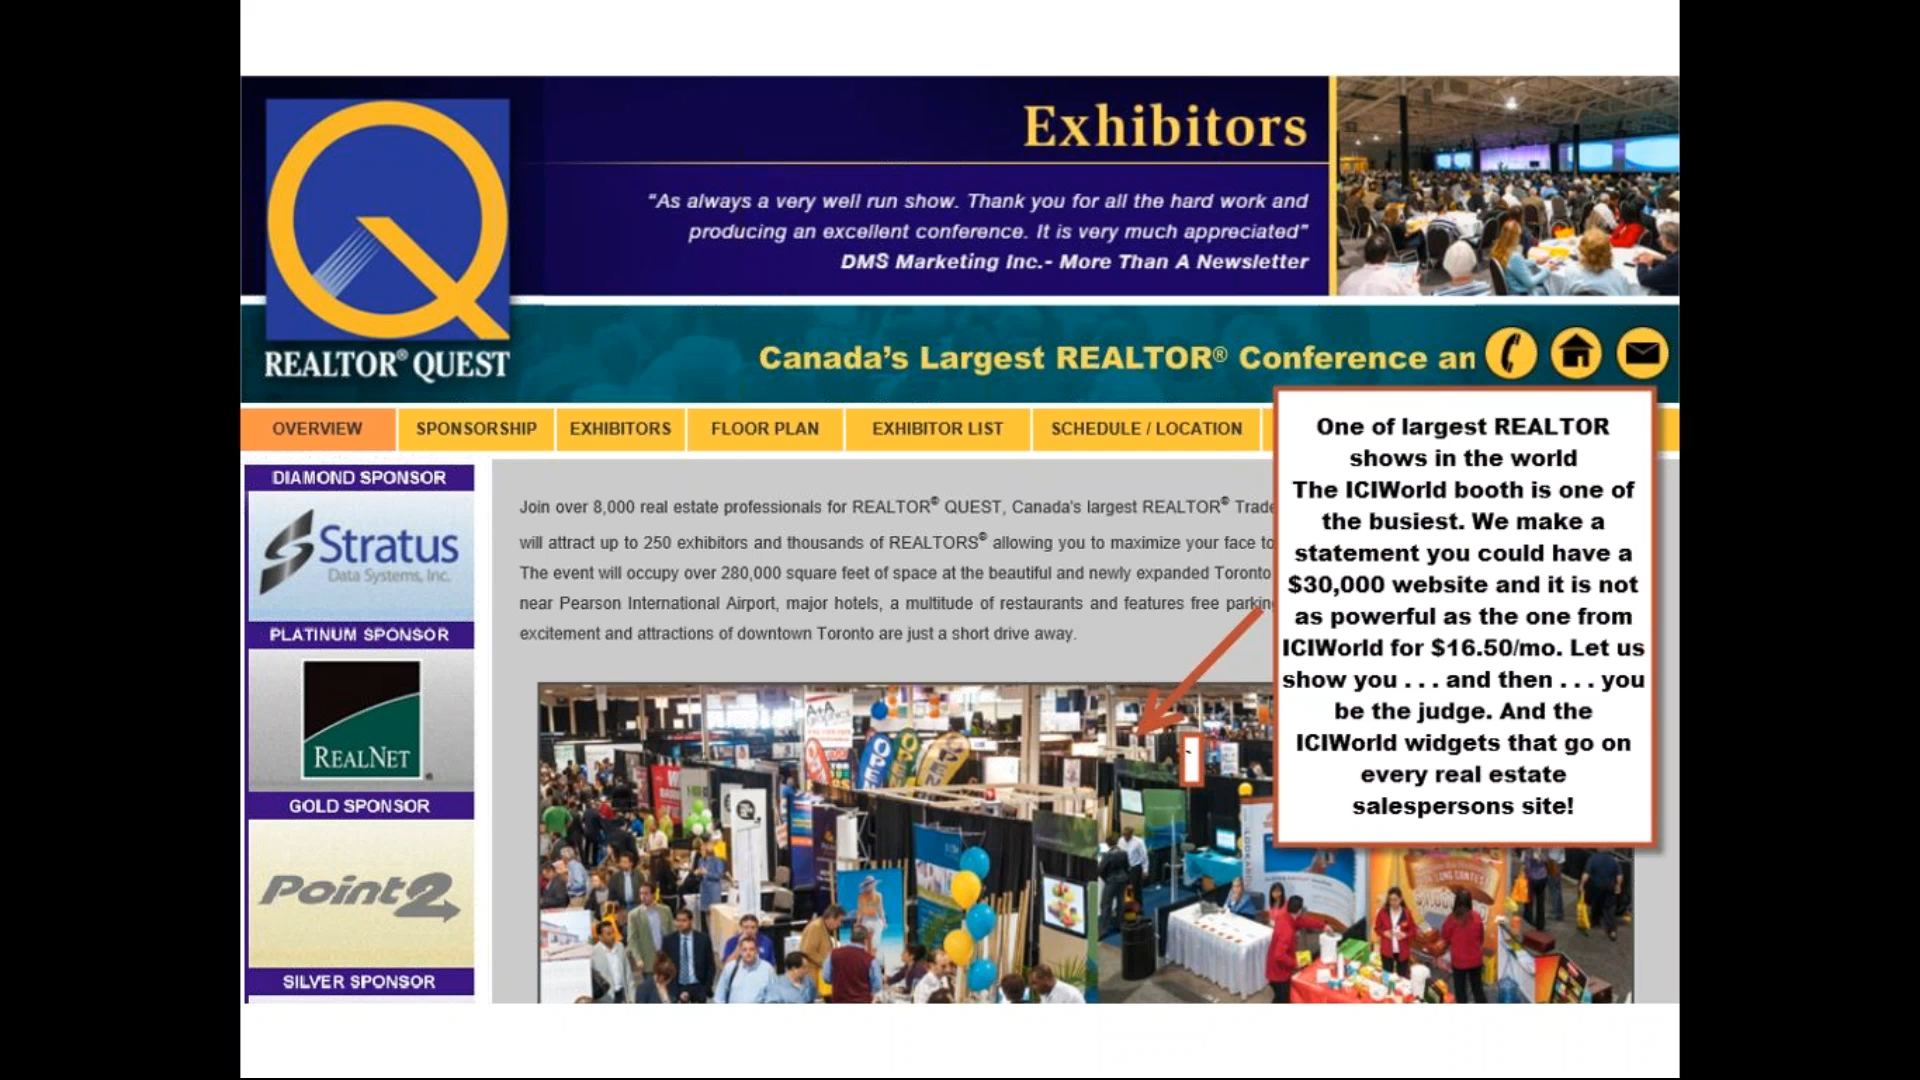 Exhibitors
“As always a very well run show. Thank you for all the hard work and
producing an excellent conference. It is very much appreciated”
DMS Marketing Inc.- More Than A Newsletter
REALTOR® QUEST
Canada's Largest REALTOR® Conference an
OVERVIEW
SPONSORSHIP
EXHIBITORS
FLOOR PLAN
EXHIBITOR LIST
SCHEDULE / LOCATION
DIAMOND SPONSOR
Stratus
Data Systems, Inc.
PLATINUM SPONSOR
REALNET
GOLD SPONSOR
Point2
SILVER SPONSOR
Join over 8,000 real estate professionals for REALTOR® QUEST, Canada's largest REALTOR® Trade
will attract up to 250 exhibitors and thousands of REALTORS® allowing you to maximize your face to
The event will occupy over 280,000 square feet of space at the beautiful and newly expanded Toronto
near Pearson International Airport, major hotels, a multitude of restaurants and features free parking
excitement and attractions of downtown Toronto are just a short drive away.
One of largest REALTOR
shows in the world
The ICIWorld booth is one of
the busiest. We make a
statement you could have a
$30,000 website and it is not
as powerful as the one from
ICIWorld for $16.50/mo. Let us
show you . . . and then . . . you
be the judge. And the
ICIWorld widgets that go on
every real estate
salespersons site!
A+A
OPEN
OPEN
OPEN